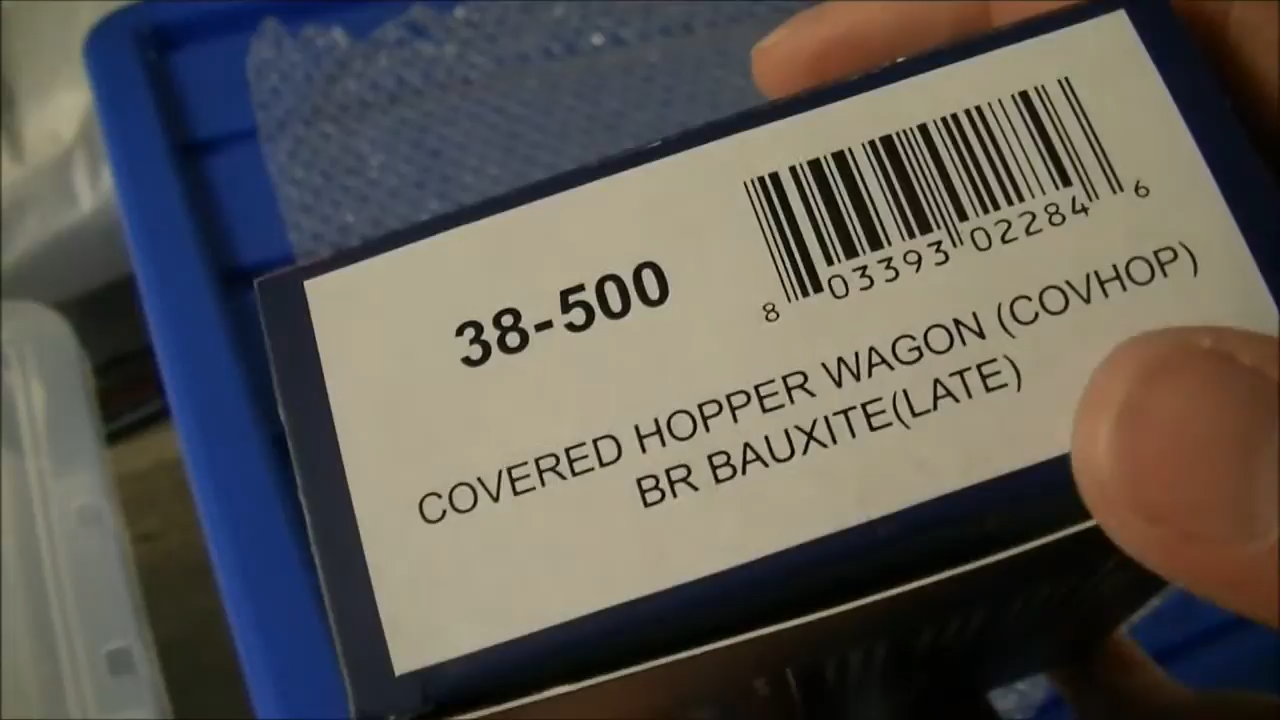 38-500
8 03393 02284 6
COVERED HOPPER WAGON (COVHOP)
BR BAUXITE(LATE)